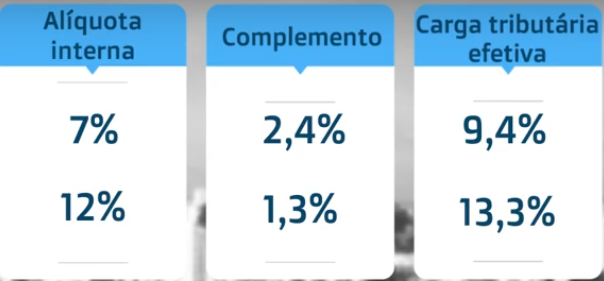 Alíquota
interna
Complemento
Carga tributária
efetiva
7%
2,4%
9,4%
12%
1,3%
13,3%